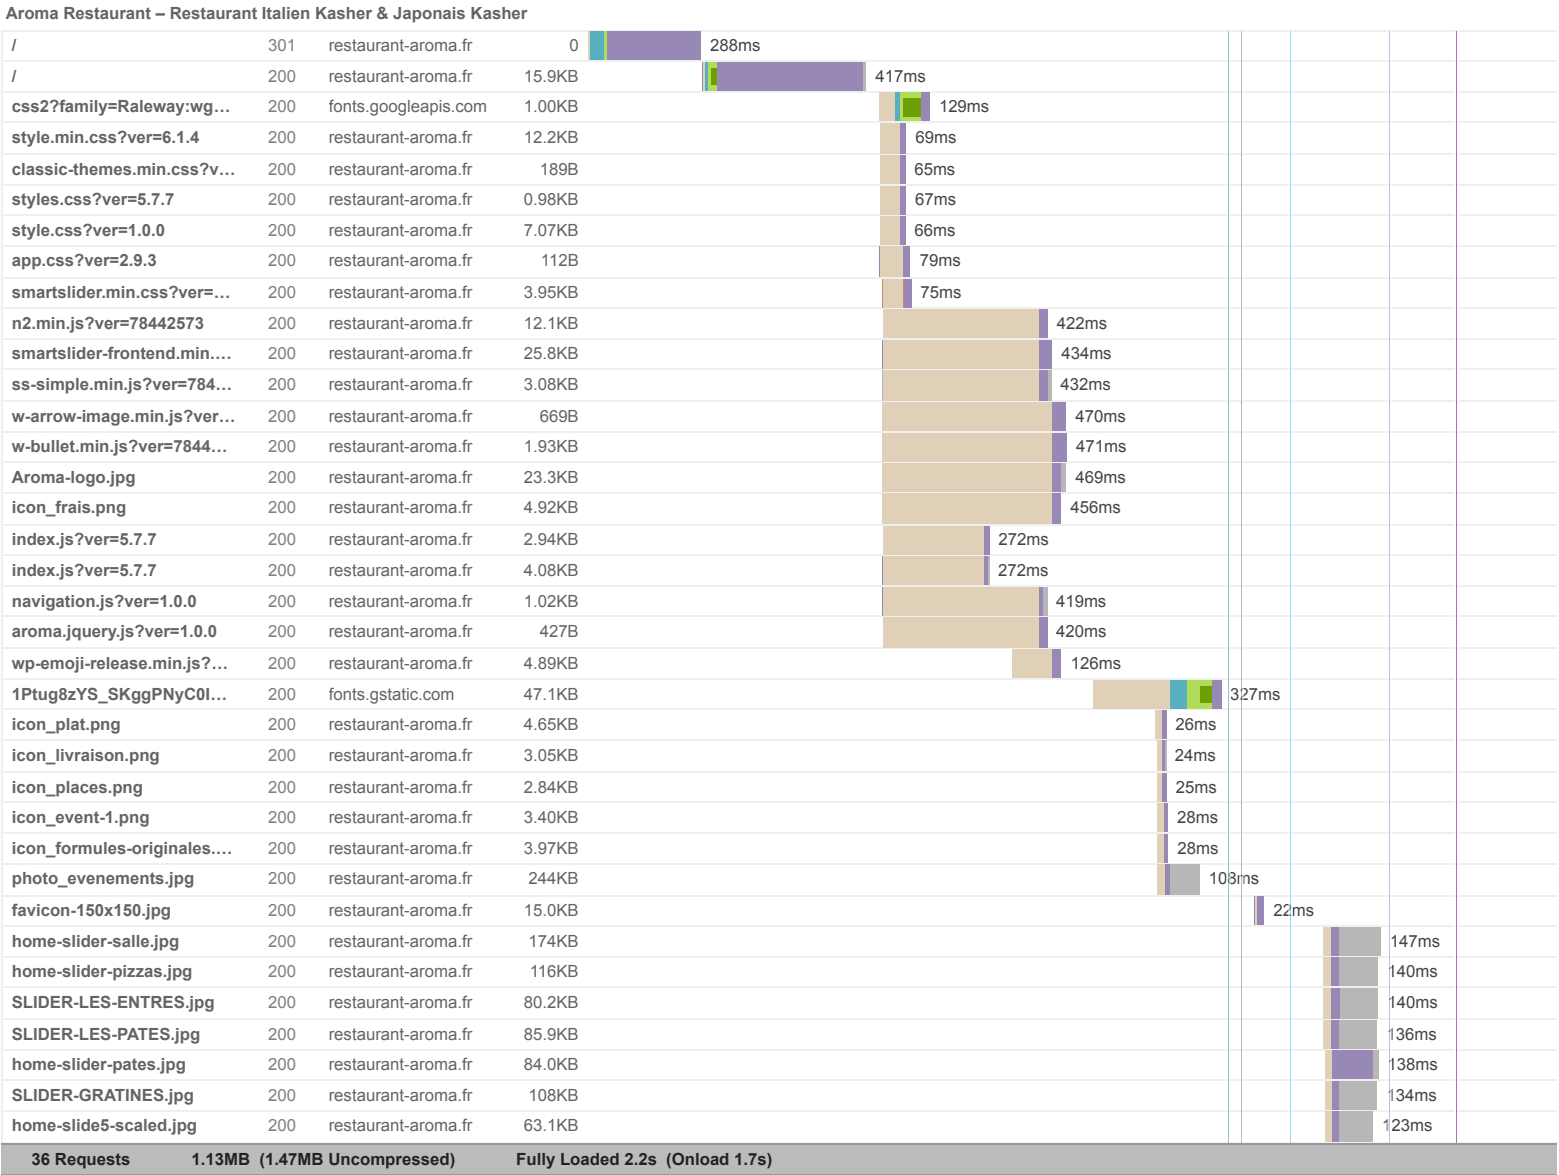 Aroma Restaurant – Restaurant Italien Kasher & Japonais Kasher
/ 301 restaurant-aroma.fr 0 288ms
/ 200 restaurant-aroma.fr 15.9KB 417ms
css2?family=Raleway:wg… 200 fonts.googleapis.com 1.00KB 129ms
style.min.css?ver=6.1.4 200 restaurant-aroma.fr 12.2KB 69ms
classic-themes.min.css?v… 200 restaurant-aroma.fr 189B 65ms
styles.css?ver=5.7.7 200 restaurant-aroma.fr 0.98KB 67ms
style.css?ver=1.0.0 200 restaurant-aroma.fr 7.07KB 66ms
app.css?ver=2.9.3 200 restaurant-aroma.fr 112B 79ms
smartslider.min.css?ver=… 200 restaurant-aroma.fr 3.95KB 75ms
n2.min.js?ver=78442573 200 restaurant-aroma.fr 12.1KB 422ms
smartslider-frontend.min.… 200 restaurant-aroma.fr 25.8KB 434ms
ss-simple.min.js?ver=784… 200 restaurant-aroma.fr 3.08KB 432ms
w-arrow-image.min.js?ver… 200 restaurant-aroma.fr 669B 470ms
w-bullet.min.js?ver=7844… 200 restaurant-aroma.fr 1.93KB 471ms
Aroma-logo.jpg 200 restaurant-aroma.fr 23.3KB 469ms
icon_frais.png 200 restaurant-aroma.fr 4.92KB 456ms
index.js?ver=5.7.7 200 restaurant-aroma.fr 2.94KB 272ms
index.js?ver=5.7.7 200 restaurant-aroma.fr 4.08KB 272ms
navigation.js?ver=1.0.0 200 restaurant-aroma.fr 1.02KB 419ms
aroma.jquery.js?ver=1.0.0 200 restaurant-aroma.fr 427B 420ms
wp-emoji-release.min.js?… 200 restaurant-aroma.fr 4.89KB 126ms
1Ptug8zYS_SKggPNyC0I… 200 fonts.gstatic.com 47.1KB 327ms
icon_plat.png 200 restaurant-aroma.fr 4.65KB 26ms
icon_livraison.png 200 restaurant-aroma.fr 3.05KB 24ms
icon_places.png 200 restaurant-aroma.fr 2.84KB 25ms
icon_event-1.png 200 restaurant-aroma.fr 3.40KB 28ms
icon_formules-originales.… 200 restaurant-aroma.fr 3.97KB 28ms
photo_evenements.jpg 200 restaurant-aroma.fr 244KB 108ms
favicon-150x150.jpg 200 restaurant-aroma.fr 15.0KB 22ms
home-slider-salle.jpg 200 restaurant-aroma.fr 174KB 147ms
home-slider-pizzas.jpg 200 restaurant-aroma.fr 116KB 140ms
SLIDER-LES-ENTRES.jpg 200 restaurant-aroma.fr 80.2KB 140ms
SLIDER-LES-PATES.jpg 200 restaurant-aroma.fr 85.9KB 136ms
home-slider-pates.jpg 200 restaurant-aroma.fr 84.0KB 138ms
SLIDER-GRATINES.jpg 200 restaurant-aroma.fr 108KB 134ms
home-slide5-scaled.jpg 200 restaurant-aroma.fr 63.1KB 123ms
36 Requests 1.13MB (1.47MB Uncompressed) Fully Loaded 2.2s (Onload 1.7s)